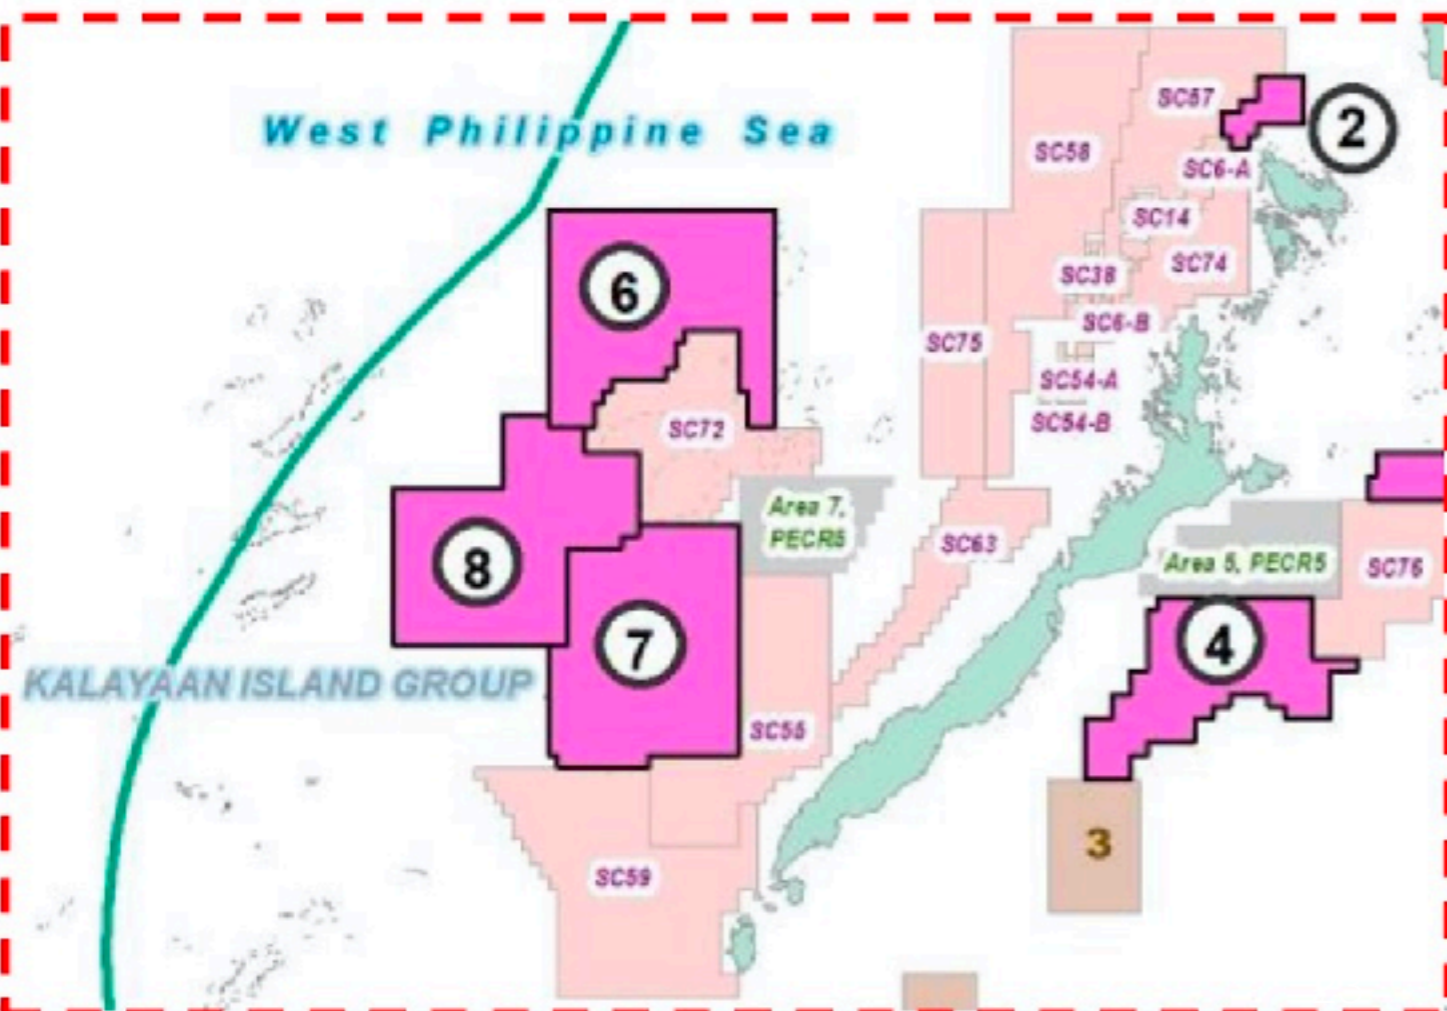 West Philippine Sea
SC57
2
SC58
SC6-A
SC14
6
SC38
SC74
SC6-B
SC75
SC54-A
SC72
SC54-B
Area 7,
PECR5
8
SC63
Area 5, PECR5
SC76
7
4
KALAYAAN ISLAND GROUP
SC55
3
SC59